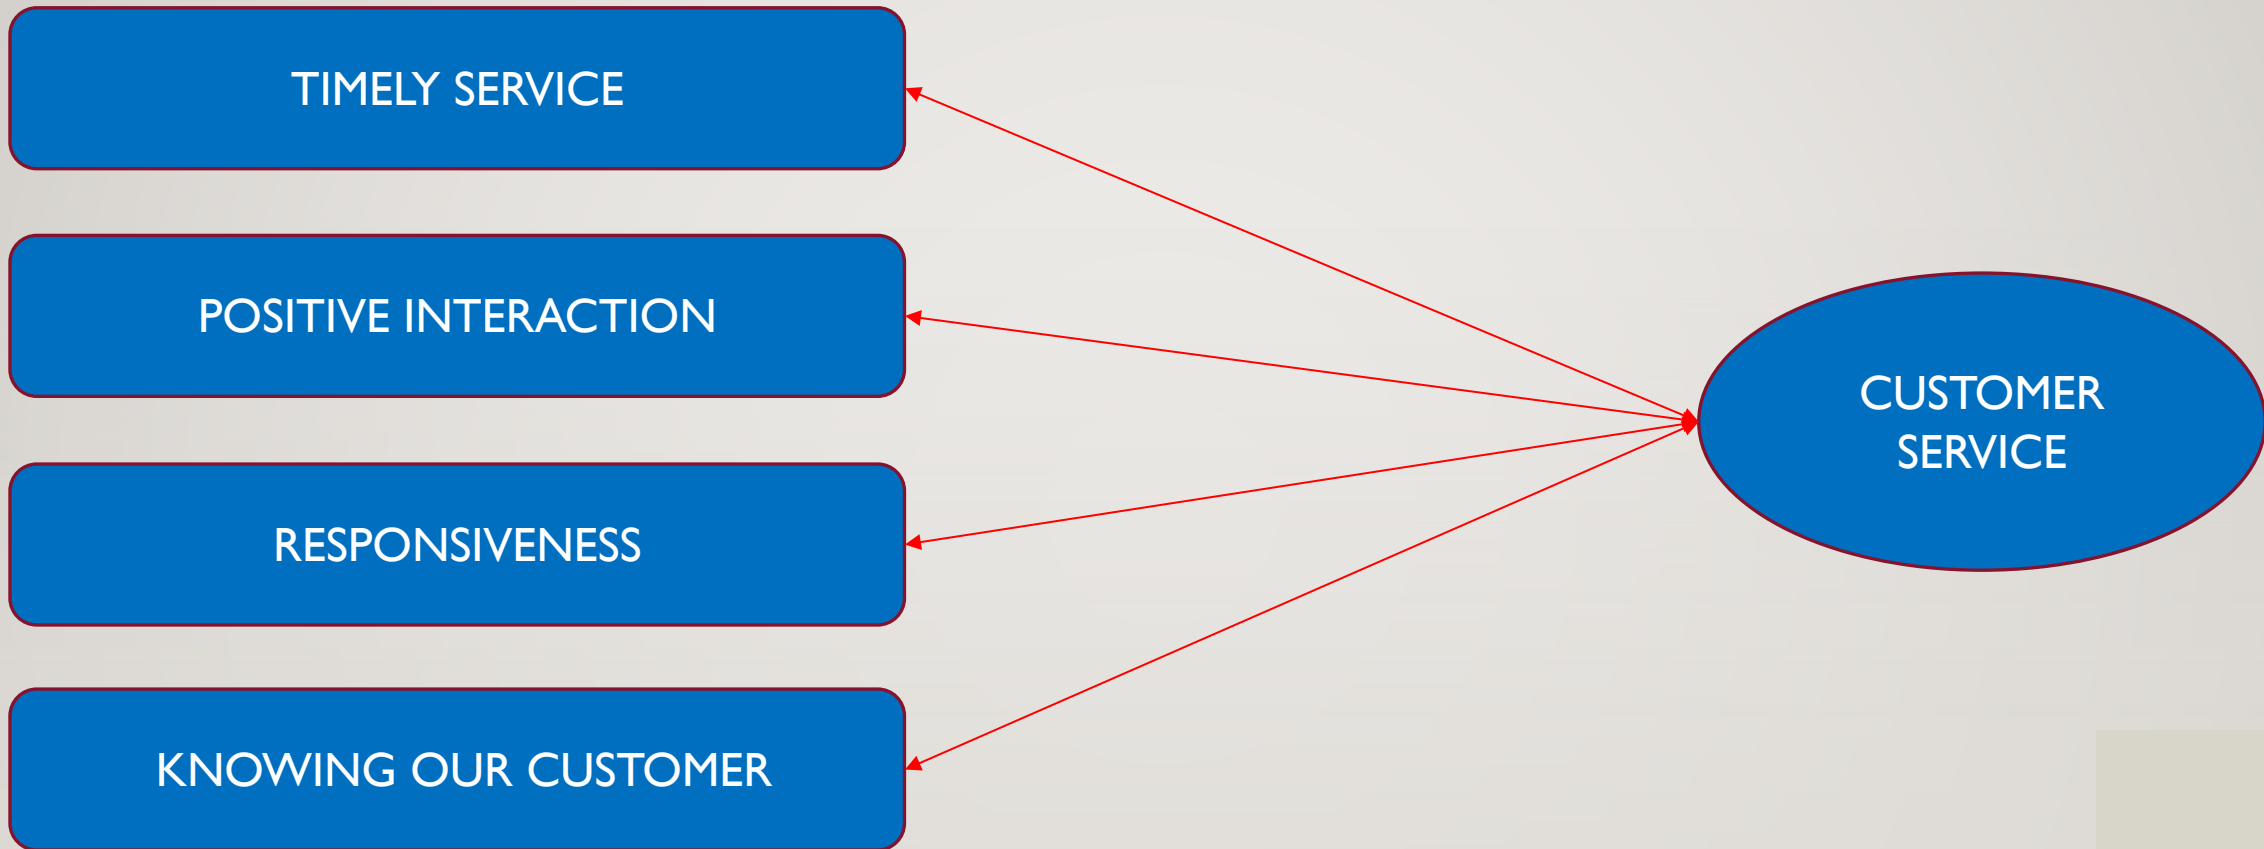 TIMELY SERVICE
POSITIVE INTERACTION
RESPONSIVENESS
KNOWING OUR CUSTOMER
CUSTOMER
SERVICE